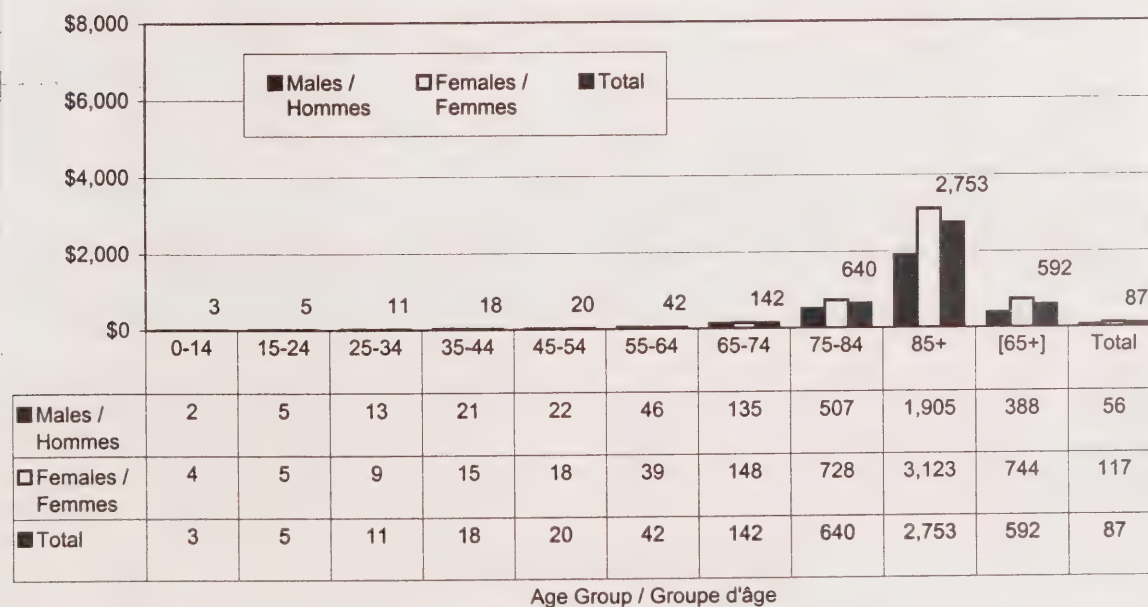 $8,000
Males / Females / Total
Hommes Femmes
$6,000
$4,000
2,753
$2,000
640 592
3 5 11 18 20 42 142 87
$0
0-14 15-24 25-34 35-44 45-54 55-64 65-74 75-84 85+ [65+] Total
Males / Hommes 2 5 13 21 22 46 135 507 1,905 388 56
Females / Femmes 4 5 9 15 18 39 148 728 3,123 744 117
Total 3 5 11 18 20 42 142 640 2,753 592 87
Age Group / Groupe d'âge